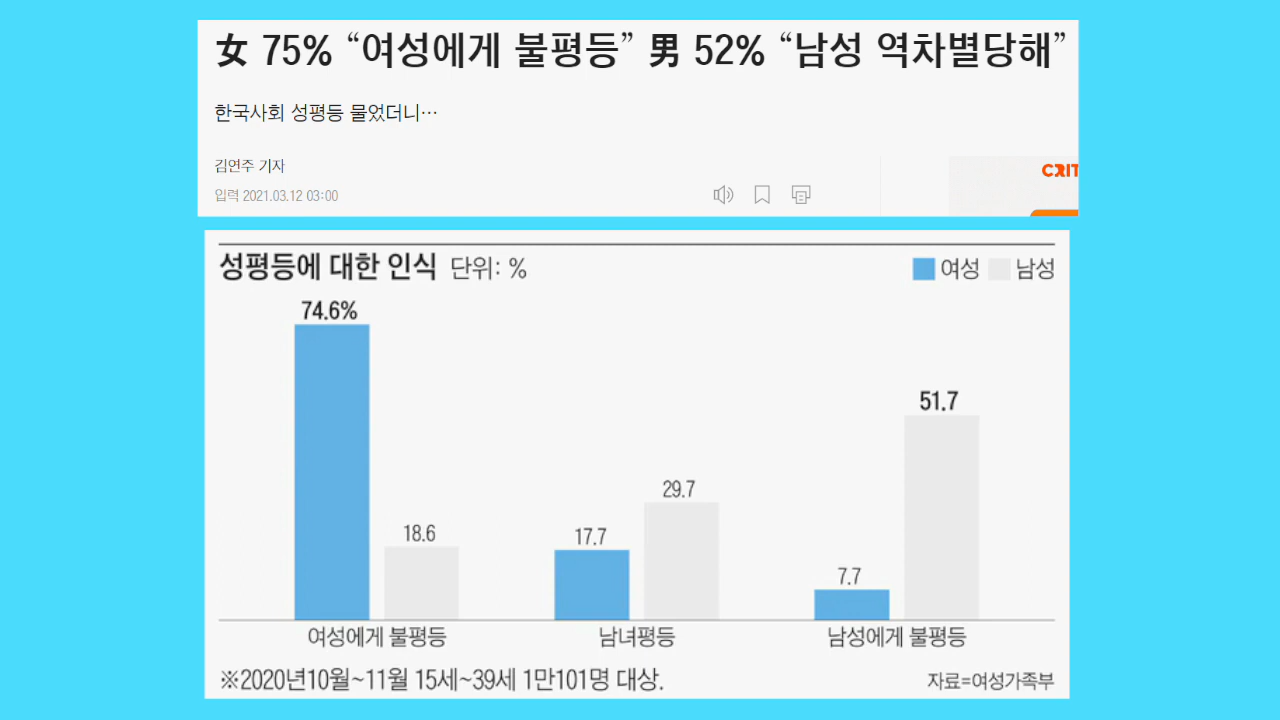 女 75% “여성에게 불평등” 男 52% “남성 역차별당해”
한국사회 성평등 물었더니…
김연주 기자
입력 2021.03.12 03:00
CRIT
성평등에 대한 인식 단위: %
여성 남성
74.6%
18.6
17.7
29.7
7.7
51.7
여성에게 불평등 남녀평등 남성에게 불평등
※2020년10월~11월 15세~39세 1만101명 대상.
자료=여성가족부